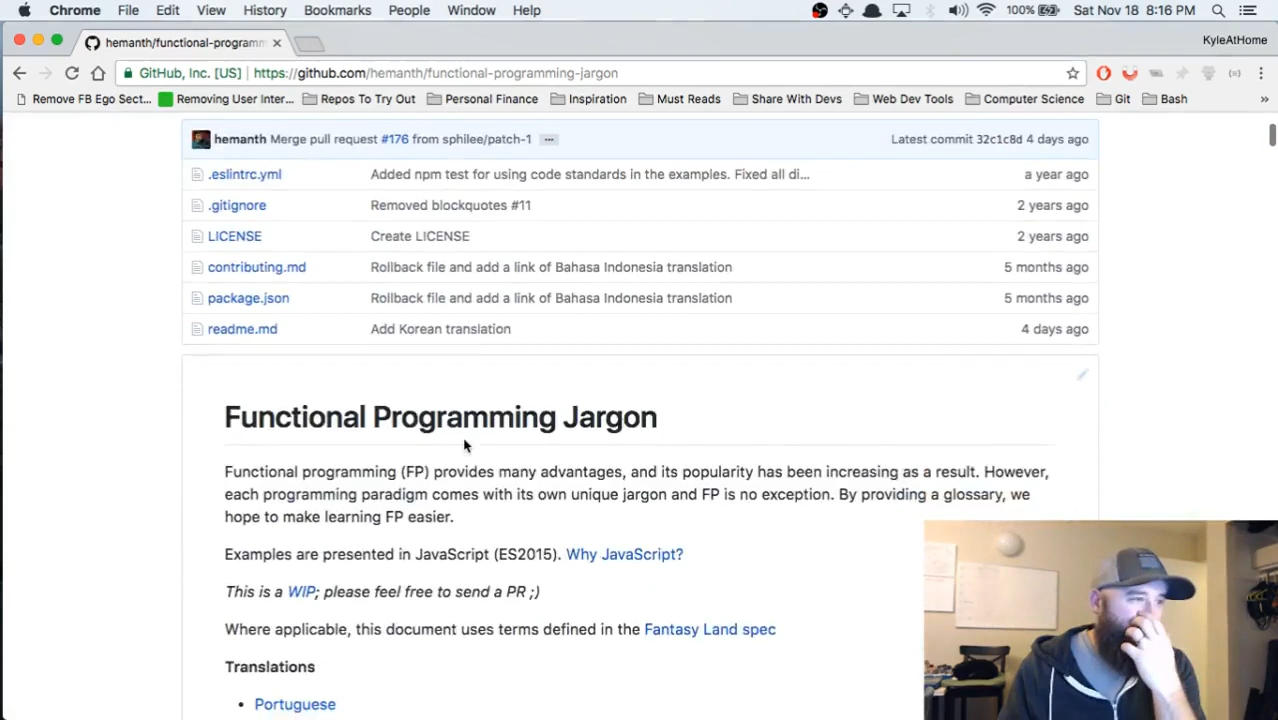 Chrome File Edit View History Bookmarks People Window Help 100% Sat Nov 18 8:16 PM
hemanth/functional-programm KyleAtHome
GitHub, Inc. [US] https://github.com/hemanth/functional-programming-jargon
Remove FB Ego Sect... Removing User Inter... Repos To Try Out Personal Finance Inspiration Must Reads Share With Devs Web Dev Tools Computer Science Git Bash »
hemanth Merge pull request #176 from sphilee/patch-1 ... Latest commit 32c1c8d 4 days ago
.eslintrc.yml Added npm test for using code standards in the examples. Fixed all di... a year ago
.gitignore Removed blockquotes #11 2 years ago
LICENSE Create LICENSE 2 years ago
contributing.md Rollback file and add a link of Bahasa Indonesia translation 5 months ago
package.json Rollback file and add a link of Bahasa Indonesia translation 5 months ago
readme.md Add Korean translation 4 days ago
Functional Programming Jargon
Functional programming (FP) provides many advantages, and its popularity has been increasing as a result. However,
each programming paradigm comes with its own unique jargon and FP is no exception. By providing a glossary, we
hope to make learning FP easier.
Examples are presented in JavaScript (ES2015). Why JavaScript?
This is a WIP; please feel free to send a PR ;)
Where applicable, this document uses terms defined in the Fantasy Land spec
Translations
• Portuguese